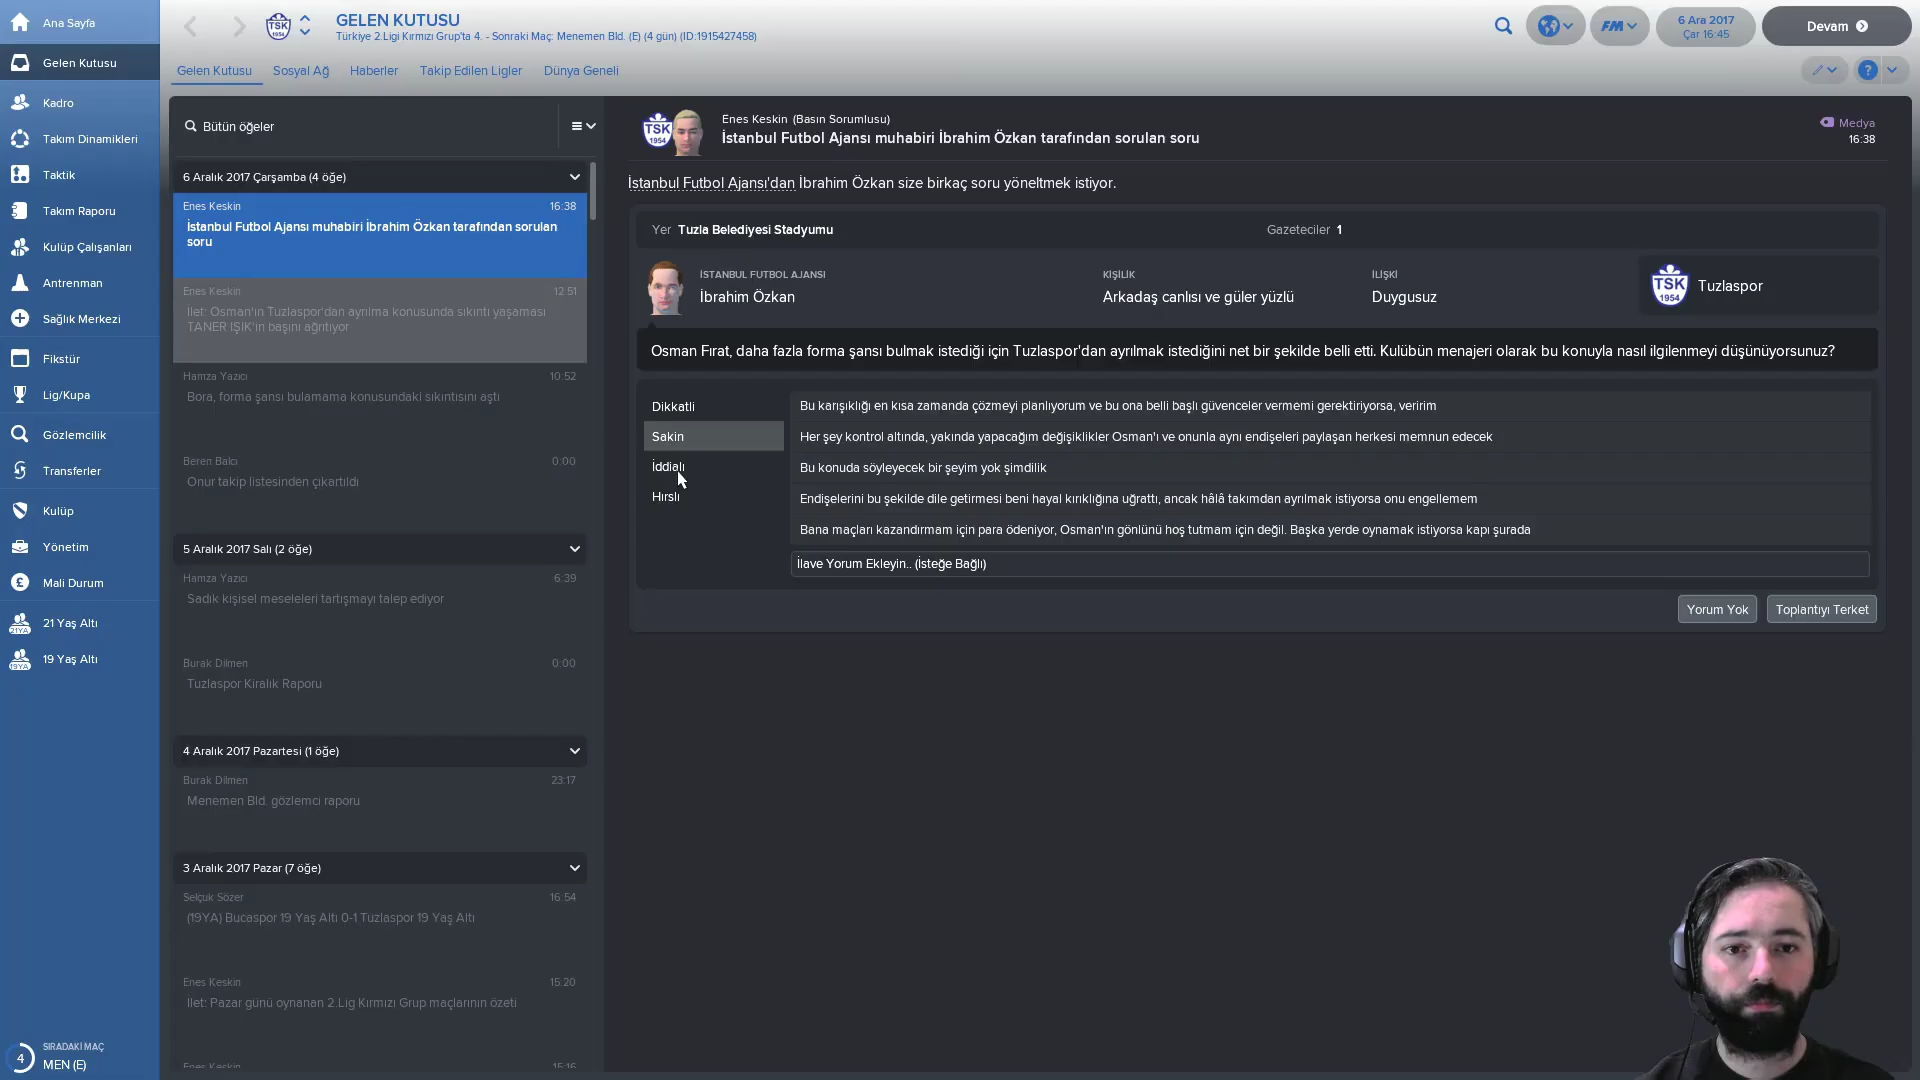 Ana Sayfa
Gelen Kutusu
Kadro
Takım Dinamikleri
Taktik
Takım Raporu
Kulüp Çalışanları
Antrenman
Sağlık Merkezi
Fikstür
Lig/Kupa
Gözlemcilik
Transferler
Kulüp
Yönetim
Mali Durum
21 Yaş Altı
19 Yaş Altı
SIRADAKİ MAÇ
4
MEN (E)
GELEN KUTUSU
Türkiye 2.Ligi Kırmızı Grup'ta 4. - Sonraki Maç: Menemen Bld. (E) (4 gün) (ID:1915427458)
FM
6 Ara 2017
Çar 16:45
Devam
Gelen Kutusu
Sosyal Ağ
Haberler
Takip Edilen Ligler
Dünya Geneli
Bütün öğeler
6 Aralık 2017 Çarşamba (4 öğe)
Enes Keskin 16:38
İstanbul Futbol Ajansı muhabiri İbrahim Özkan tarafından sorulan
soru
Enes Keskin 12:51
İlet: Osman'ın Tuzlaspor'dan ayrılma konusunda sıkıntı yaşaması
TANER IŞIK'ın başını ağrıtıyor
Hamza Yazıcı 10:52
Bora, forma şansı bulamama konusundaki sıkıntısını aştı
Beren Balcı 0:00
Onur takip listesinden çıkartıldı
5 Aralık 2017 Salı (2 öğe)
Hamza Yazıcı 6:39
Sadık kişisel meseleleri tartışmayı talep ediyor
Burak Dilmen 0:00
Tuzlaspor Kiralık Raporu
4 Aralık 2017 Pazartesi (1 öğe)
Burak Dilmen 23:17
Menemen Bld. gözlemci raporu
3 Aralık 2017 Pazar (7 öğe)
Selçuk Sözer 16:54
(19YA) Bucaspor 19 Yaş Altı 0-1 Tuzlaspor 19 Yaş Altı
Enes Keskin 15:20
İlet: Pazar günü oynanan 2.Lig Kırmızı Grup maçlarının özeti
Enes Keskin 15:16
TSK
1954
Enes Keskin (Basın Sorumlusu)
İstanbul Futbol Ajansı muhabiri İbrahim Özkan tarafından sorulan soru
Medya
16:38
İstanbul Futbol Ajansı'dan İbrahim Özkan size birkaç soru yöneltmek istiyor.
Yer Tuzla Belediyesi Stadyumu
Gazeteciler 1
İSTANBUL FUTBOL AJANSI
İbrahim Özkan
KİŞİLİK
Arkadaş canlısı ve güler yüzlü
İLİŞKİ
Duygusuz
TSK
1954
Tuzlaspor
Osman Fırat, daha fazla forma şansı bulmak istediği için Tuzlaspor'dan ayrılmak istediğini net bir şekilde belli etti. Kulübün menajeri olarak bu konuyla nasıl ilgilenmeyi düşünüyorsunuz?
Dikkatli
Sakin
İddialı
Hırslı
Bu karışıklığı en kısa zamanda çözmeyi planlıyorum ve bu ona belli başlı güvenceler vermemi gerektiriyorsa, veririm
Her şey kontrol altında, yakında yapacağım değişiklikler Osman'ı ve onunla aynı endişeleri paylaşan herkesi memnun edecek
Bu konuda söyleyecek bir şeyim yok şimdilik
Endişelerini bu şekilde dile getirmesi beni hayal kırıklığına uğrattı, ancak hâlâ takımdan ayrılmak istiyorsa onu engellemem
Bana maçları kazandırmam için para ödeniyor, Osman'ın gönlünü hoş tutmam için değil. Başka yerde oynamak istiyorsa kapı şurada
İlave Yorum Ekleyin.. (İsteğe Bağlı)
Yorum Yok
Toplantıyı Terket